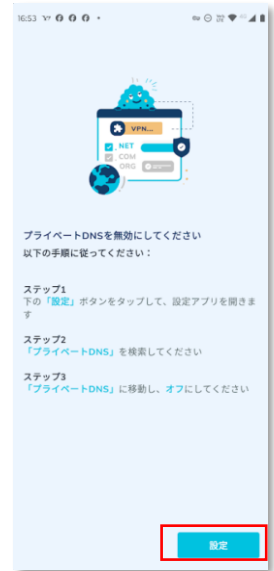 16:53
VPN...
.NET
.COM
ORG
プライベートDNSを無効にしてください
以下の手順に従ってください：
ステップ1
下の「設定」ボタンをタップして、設定アプリを開きま
す
ステップ2
「プライベートDNS」を検索してください
ステップ3
「プライベートDNS」に移動し、オフにしてください
設定